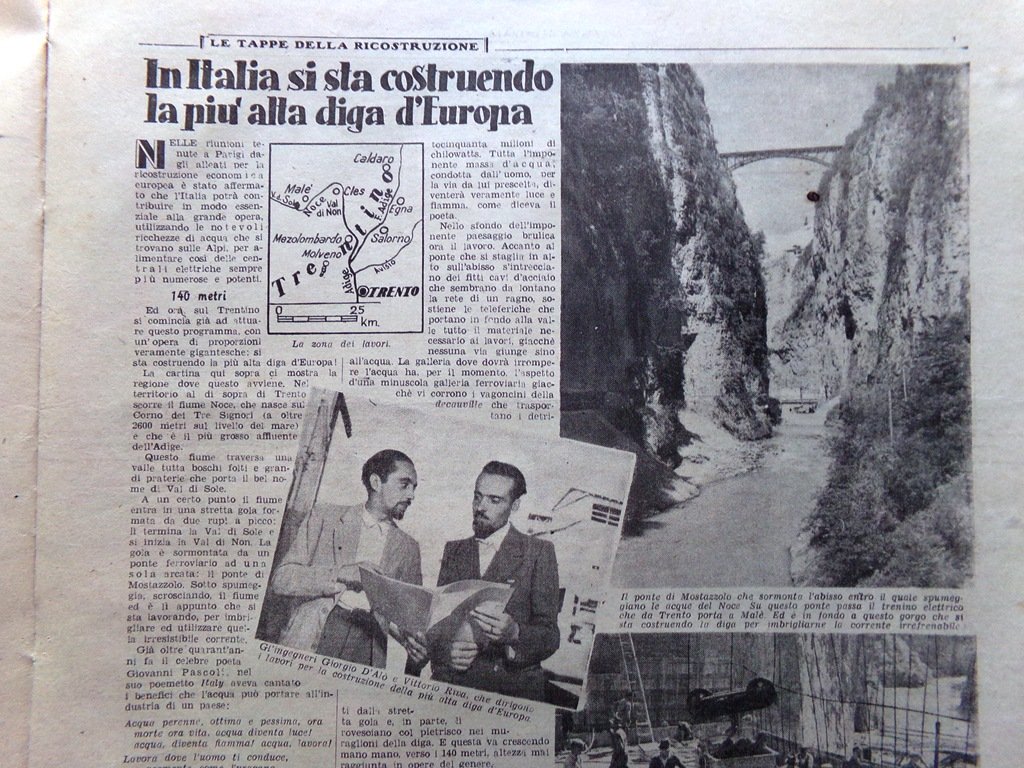 LE TAPPE DELLA RICOSTRUZIONE
In Italia si sta costruendo
la piu' alta diga d'Europa
NELLE riunioni te-
nute a Parigi da-
gli alleati per la
ricostruzione economica
europea è stato afferma-
to che l'Italia potrà con-
tribuire in modo essen-
ziale alla grande opera,
utilizzando le notevoli
ricchezze di acqua che si
trovano sulle Alpi, per a-
limentare così delle cen-
trali elettriche sempre
più numerose e potenti.
140 metri
Ed ora sul Trentino
si comincia già ad attua-
re questo programma, con
un'opera di proporzioni
veramente gigantesche: si
sta costruendo la più alta diga d'Europa!
La cartina qui sopra ci mostra la
regione dove questo avviene. Nel
territorio al di sopra di Trento
scorre il fiume Noce, che nasce sul
Corno dei Tre Signori (a oltre
2600 metri sul livello del mare)
e che è il più grosso affluente
dell'Adige.
Questo fiume traversa una
valle tutta boschi folti e gran-
di praterie che porta il bel no-
me di Val di Sole.
A un certo punto il fiume
entra in una stretta gola for-
mata da due rupi a picco:
lì termina la Val di Sole e
si inizia la Val di Non. La
gola è sormontata da un
ponte ferroviario ad una
sola arcata: il ponte di
Mostazzolo. Sotto spumeg-
gia, scrosciando, il fiume
ed è lì appunto che si
sta lavorando, per imbri-
gliare ed utilizzare quel-
la irresistibile corrente.
Già oltre quarant'an-
ni fa il celebre poeta
Giovanni Pascoli, nel
suo poemetto Italy aveva cantato
i benefici che l'acqua può portare all'in-
dustria di un paese:
Acqua perenne, ottima e pessima, ora
morte ora vita, acqua diventa luce!
acqua, diventa fiamma! acqua, lavora!
Lavora dove l'uomo ti conduce,
Caldaro
Malè
Cles
V. d. Sole
Noce
Val
di Non
Egna
F. Adige
Mezolombardo
Salorno
Molveno
Trentino
Avisio
Adige
TRENTO
0 25
km.
La zona dei lavori.
tocinquanta milioni di
chilowatts. Tutta l'impo-
nente massa d'acqua,
condotta dall'uomo, per
la via da lui prescelta, di-
venterà veramente luce e
fiamma, come diceva il
poeta.
Nello sfondo dell'impo-
nente paesaggio brulica
ora il lavoro. Accanto al
ponte che si staglia in al-
to sull'abisso s'intreccia-
no dei fitti cavi d'acciaio
che sembrano da lontano
la rete di un ragno, so-
stiene le teleferiche che
portano in fondo alla val-
le tutto il materiale ne-
cessario ai lavori, giacchè
nessuna via giunge sino
all'acqua. La galleria dove dovrà irrompe-
re l'acqua ha, per il momento, l'aspetto
d'una minuscola galleria ferroviaria giac-
chè vi corrono i vagoncini della
decauville che traspor-
tano i detri-
Gl'ingegneri Giorgio D'Alò e Vittorio Riva, che dirigono
i lavori per la costruzione della più alta diga d'Europa.
ti dalla stret-
ta gola e, in parte, li
rovesciano col pietrisco nei mu-
raglioni della diga. E questa va crescendo
mano mano, verso i 140 metri, altezza mai
raggiunta in opere del genere.
Il ponte di Mostazzolo che sormonta l'abisso entro il quale spumeg-
giano le acque del Noce Su questo ponte passa il trenino elettrico
che da Trento porta a Malè. Ed è in fondo a questo gorgo che si
sta costruendo la diga per imbrigliarne la corrente irrefrenabile